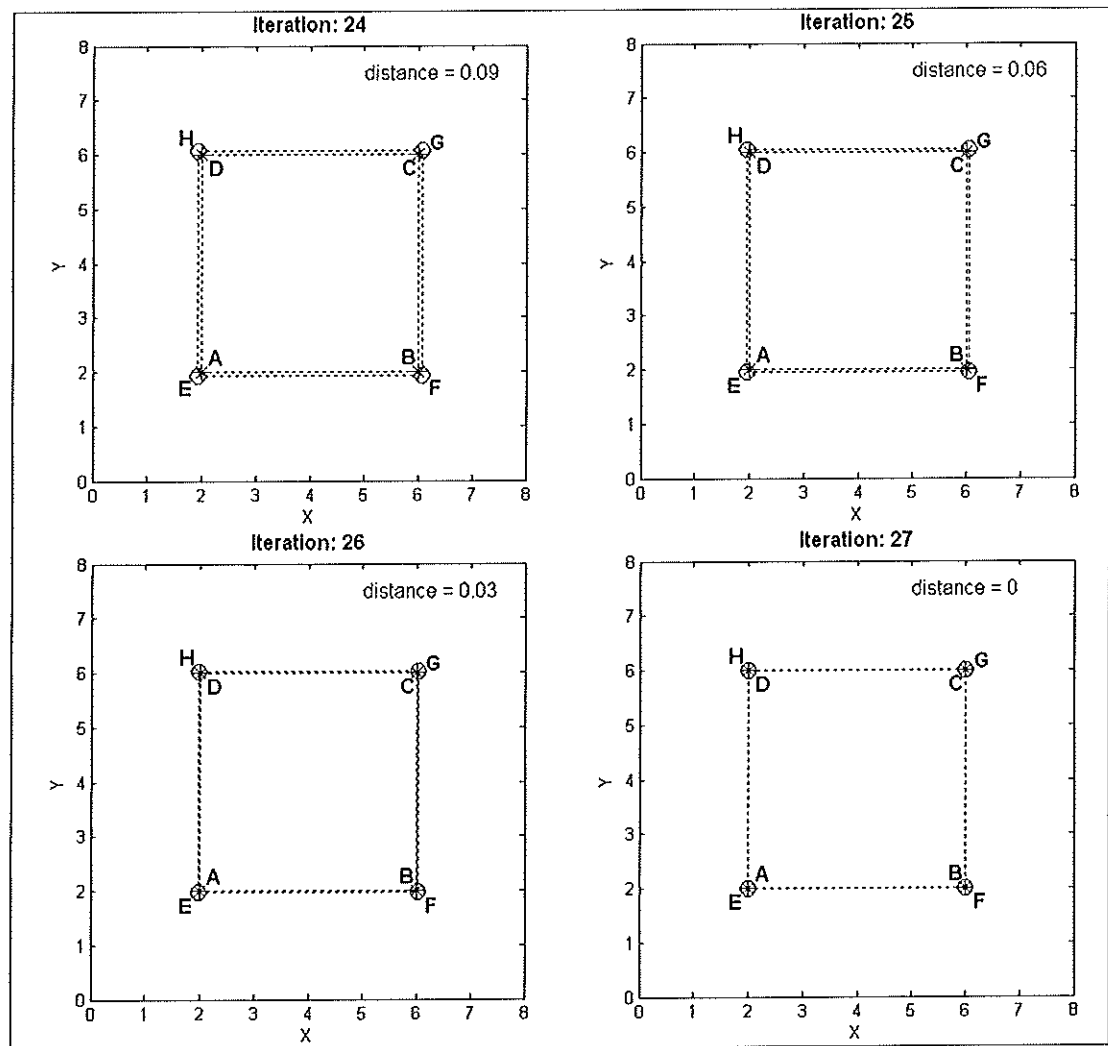 Iteration: 24
distance = 0.09
8
7
6
5
4
3
2
1
0
Y
H
G
D
C
A
B
E
F
0 1 2 3 4 5 6 7 8
X
Iteration: 25
distance = 0.06
8
7
6
5
4
3
2
1
0
Y
H
G
D
C
A
B
E
F
0 1 2 3 4 5 6 7 8
X
Iteration: 26
distance = 0.03
8
7
6
5
4
3
2
1
0
Y
H
G
D
C
A
B
E
F
0 1 2 3 4 5 6 7 8
X
Iteration: 27
distance = 0
8
7
6
5
4
3
2
1
0
Y
H
G
D
C
A
B
E
F
0 1 2 3 4 5 6 7 8
X